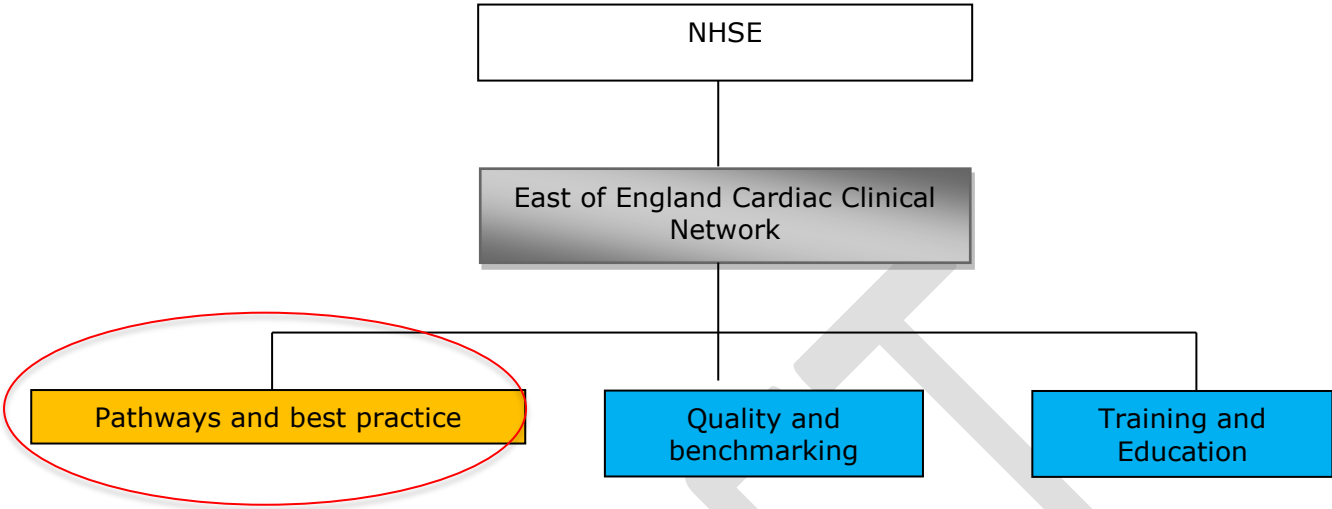 NHSE
East of England Cardiac Clinical
Network
Pathways and best practice
Quality and
benchmarking
Training and
Education